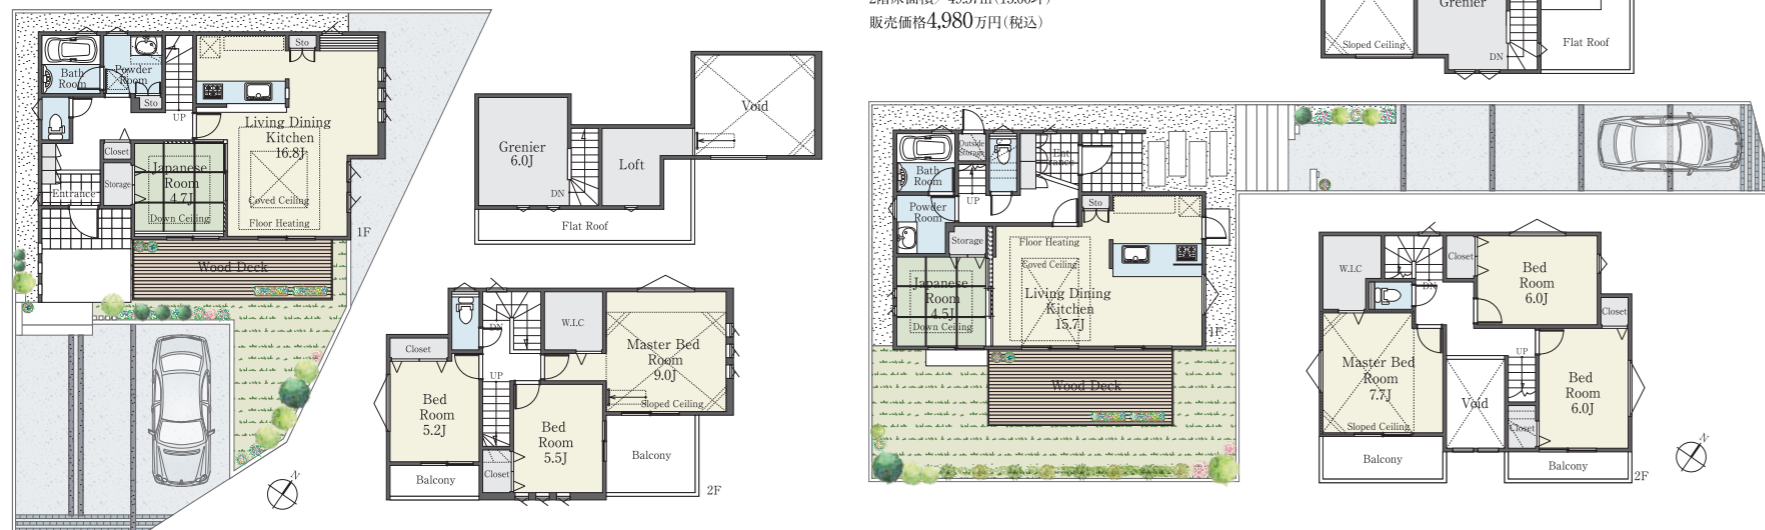 販売価格4,980万円(税込)
Sto
Bath
Room
Powder
Room
Sto
UP
Living Dining
Kitchen
16.8J
Closet
Storage
Japanese
Room
4.7J
Down Ceiling
Coved Ceiling
Floor Heating
Entrance
1F
Wood Deck
N
Grenier
6.0J
DN
Loft
Void
Flat Roof
Closet
DN
W.I.C
Master Bed
Room
9.0J
Sloped Ceiling
UP
Bed
Room
5.2J
Bed
Room
5.5J
Closet
Balcony
Balcony
2F
Grenier
Sloped Ceiling
DN
Flat Roof
Outside
Storage
Ent
rance
Bath
Room
Powder
Room
UP
Sto
Storage
Floor Heating
Coved Ceiling
Japanese
Room
4.5J
Down Ceiling
Living Dining
Kitchen
15.7J
1F
Wood Deck
W.I.C
DN
Closet
Bed
Room
6.0J
Closet
Master Bed
Room
7.7J
Sloped Ceiling
UP
Void
Bed
Room
6.0J
Closet
Balcony
Balcony
2F
N